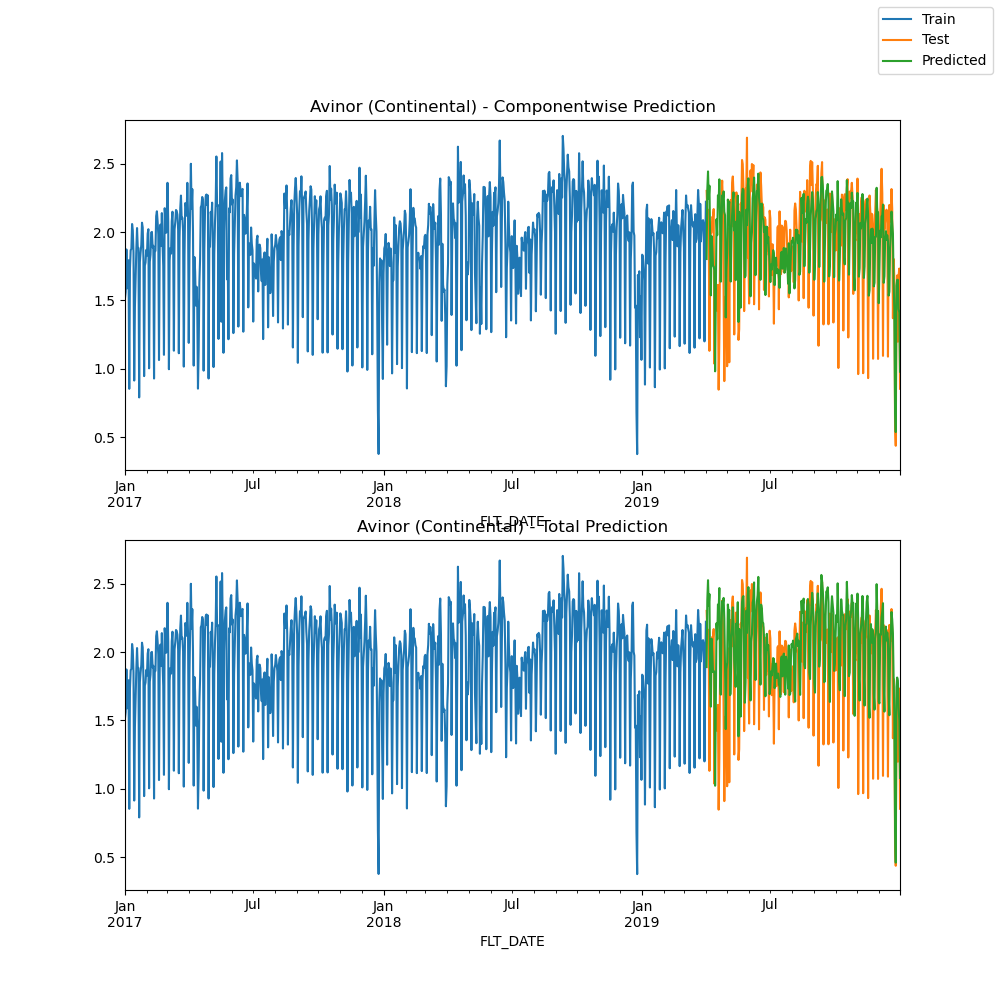 Train
Test
Predicted
Avinor (Continental) - Componentwise Prediction
2.5
2.0
1.5
1.0
0.5
Jan Jul Jan Jul Jan Jul
2017 2018 2019
FLT_DATE
Avinor (Continental) - Total Prediction
2.5
2.0
1.5
1.0
0.5
Jan Jul Jan Jul Jan Jul
2017 2018 2019
FLT_DATE